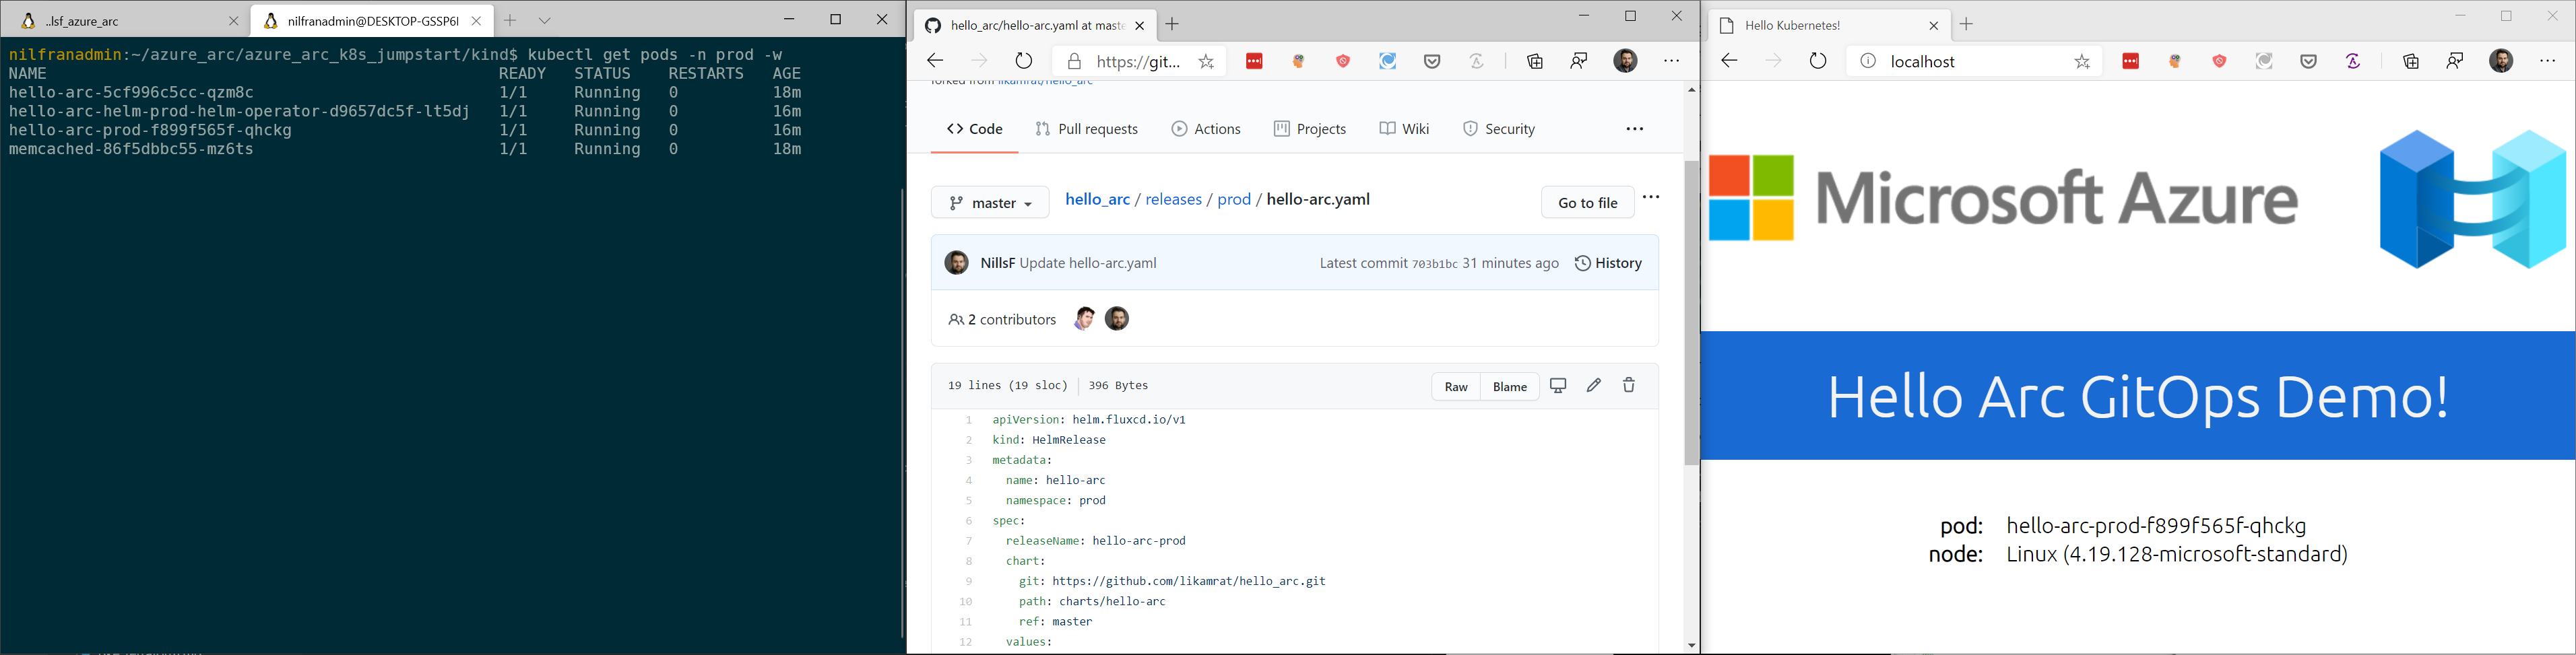 ..lsf_azure_arc
nilfranadmin@DESKTOP-GSSP6I
nilfranadmin:~/azure_arc/azure_arc_k8s_jumpstart/kind$ kubectl get pods -n prod -w
NAME READY STATUS RESTARTS AGE
hello-arc-5cf996c5cc-qzm8c 1/1 Running 0 18m
hello-arc-helm-prod-helm-operator-d9657dc5f-lt5dj 1/1 Running 0 16m
hello-arc-prod-f899f565f-qhckg 1/1 Running 0 16m
memcached-86f5dbbc55-mz6ts 1/1 Running 0 18m
hello_arc/hello-arc.yaml at maste
https://git...
forked from likamrat/hello_arc
Code Pull requests Actions Projects Wiki Security
master
hello_arc / releases / prod / hello-arc.yaml
Go to file
NillsF Update hello-arc.yaml
Latest commit 703b1bc 31 minutes ago
History
2 contributors
19 lines (19 sloc) 396 Bytes
Raw Blame
1 apiVersion: helm.fluxcd.io/v1
2 kind: HelmRelease
3 metadata:
4 name: hello-arc
5 namespace: prod
6 spec:
7 releaseName: hello-arc-prod
8 chart:
9 git: https://github.com/likamrat/hello_arc.git
10 path: charts/hello-arc
11 ref: master
12 values:
Hello Kubernetes!
localhost
Microsoft Azure
Hello Arc GitOps Demo!
pod: hello-arc-prod-f899f565f-qhckg
node: Linux (4.19.128-microsoft-standard)